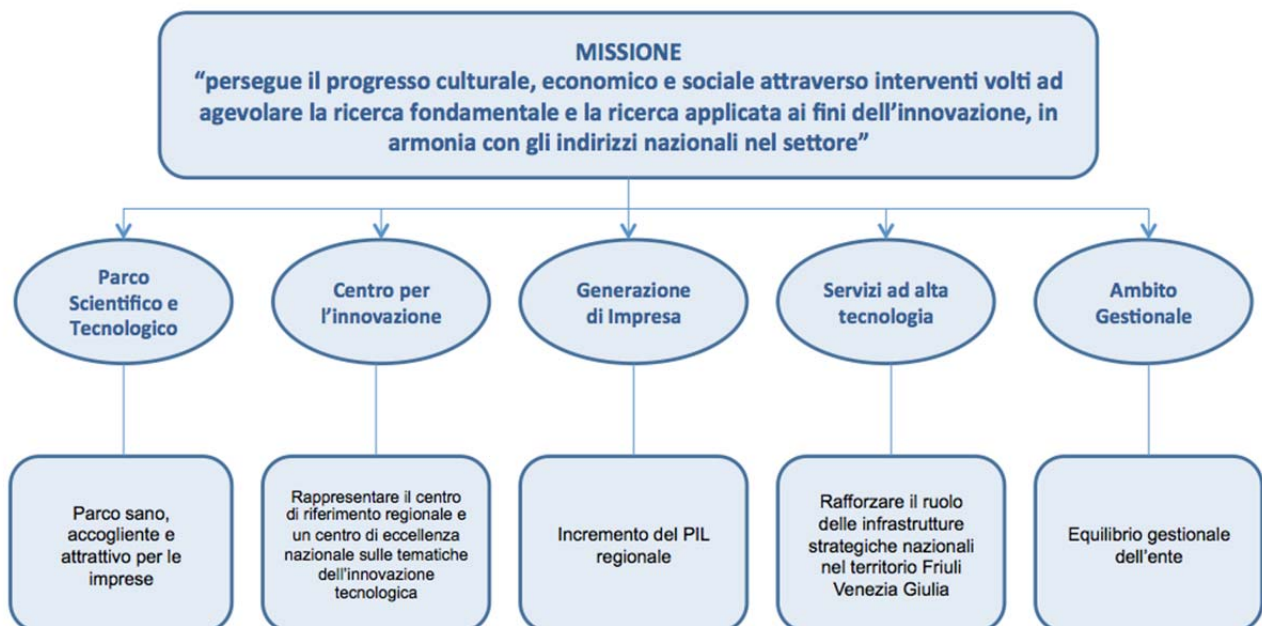 MISSIONE
“persegue il progresso culturale, economico e sociale attraverso interventi volti ad
agevolare la ricerca fondamentale e la ricerca applicata ai fini dell’innovazione, in
armonia con gli indirizzi nazionali nel settore”
Parco
Scientifico e
Tecnologico
Centro per
l’innovazione
Generazione
di Impresa
Servizi ad alta
tecnologia
Ambito
Gestionale
Parco sano,
accogliente e
attrattivo per le
imprese
Rappresentare il centro
di riferimento regionale e
un centro di eccellenza
nazionale sulle tematiche
dell’innovazione
tecnologica
Incremento del PIL
regionale
Rafforzare il ruolo
delle infrastrutture
strategiche nazionali
nel territorio Friuli
Venezia Giulia
Equilibrio gestionale
dell’ente